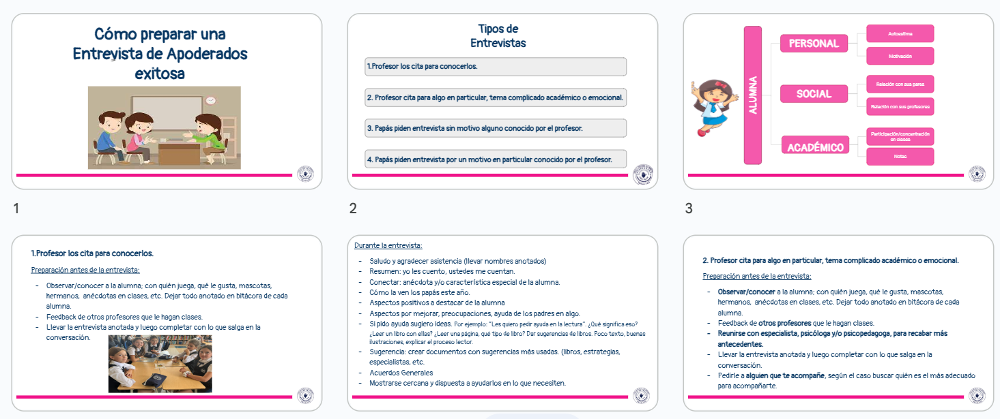 Cómo preparar una
Entrevista de Apoderados
exitosa
Tipos de
Entrevistas
1.Profesor los cita para conocerlos.
2. Profesor cita para algo en particular, tema complicado académico o emocional.
3. Papás piden entrevista sin motivo alguno conocido por el profesor.
4. Papás piden entrevista por un motivo en particular conocido por el profesor.
ALUMNA
PERSONAL
Autoestima
Motivación
SOCIAL
Relación con sus pares
Relación con sus profesores
ACADÉMICO
Participación/concentración
en clases
Notas
1
2
3
1.Profesor los cita para conocerlos.
Preparación antes de la entrevista:
- Observar/conocer a la alumna; con quién juega, qué le gusta, mascotas,
hermanos, anécdotas en clases, etc. Dejar todo anotado en bitácora de cada
alumna.
- Feedback de otros profesores que le hagan clases.
- Llevar la entrevista anotada y luego completar con lo que salga en la
conversación.
Durante la entrevista:
- Saludo y agradecer asistencia (llevar nombres anotados)
- Resumen: yo les cuento, ustedes me cuentan.
- Conectar: anécdota y/o característica especial de la alumna.
- Cómo la ven los papás este año.
- Aspectos positivos a destacar de la alumna
- Aspectos por mejorar, preocupaciones, ayuda de los padres en algo.
- Si pido ayuda sugiero ideas. Por ejemplo: "Les quiero pedir ayuda en la lectura". ¿Qué significa eso?
¿Leer un libro con ellas? ¿Leer una página, qué tipo de libro? Dar sugerencias de libros. Poco texto, buenas
ilustraciones, explicar el proceso lector.
- Sugerencia: crear documentos con sugerencias más usadas. (libros, estrategias,
especialistas, etc.
- Acuerdos Generales
- Mostrarse cercana y dispuesta a ayudarlos en lo que necesiten.
2. Profesor cita para algo en particular, tema complicado académico o emocional.
Preparación antes de la entrevista:
- Observar/conocer a la alumna; con quién juega, qué le gusta, mascotas,
hermanos, anécdotas en clases, etc. Dejar todo anotado en bitácora de cada
alumna.
- Feedback de otros profesores que le hagan clases.
- Reunirse con especialista, psicóloga y/o psicopedagoga, para recabar más
antecedentes.
- Llevar la entrevista anotada y luego completar con lo que salga en la
conversación.
- Pedirle a alguien que te acompañe, según el caso buscar quién es el más adecuado
para acompañarte.